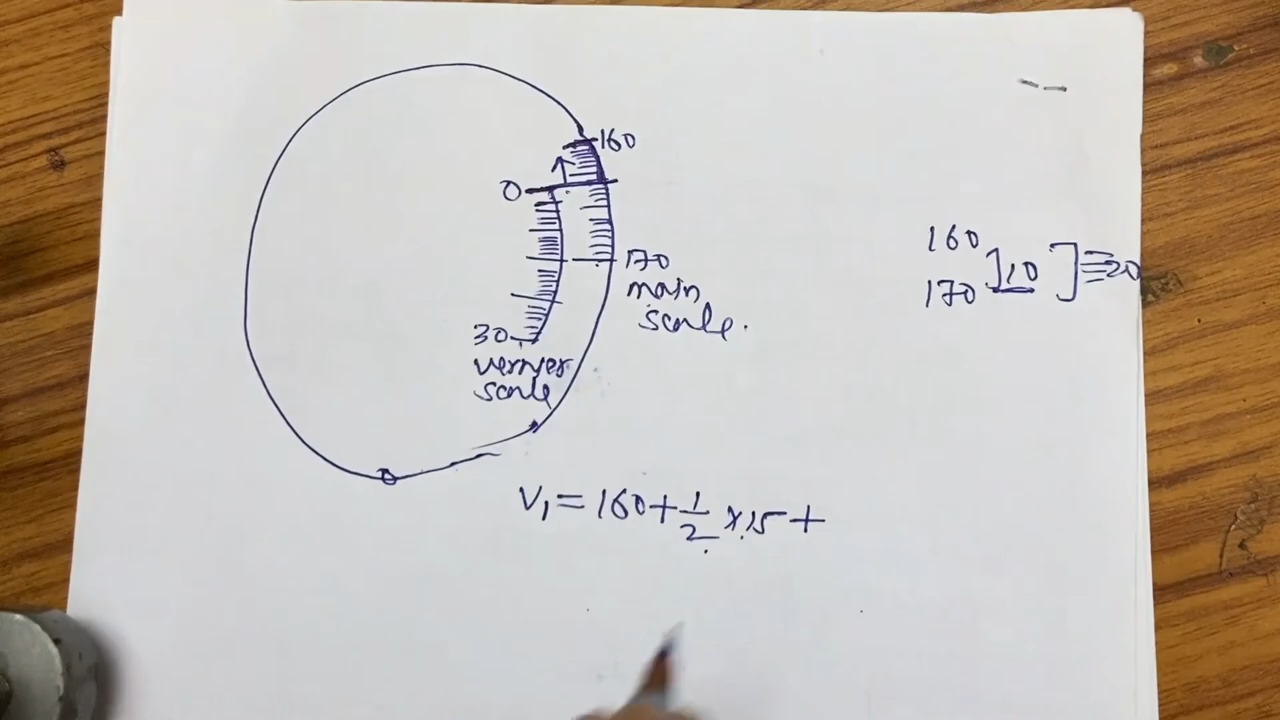 160
0
170
main
scale.
30
vernier
scale
160
170 ] 10 ] ≡ 20
V₁ = 160 + 1/2 × 15 +